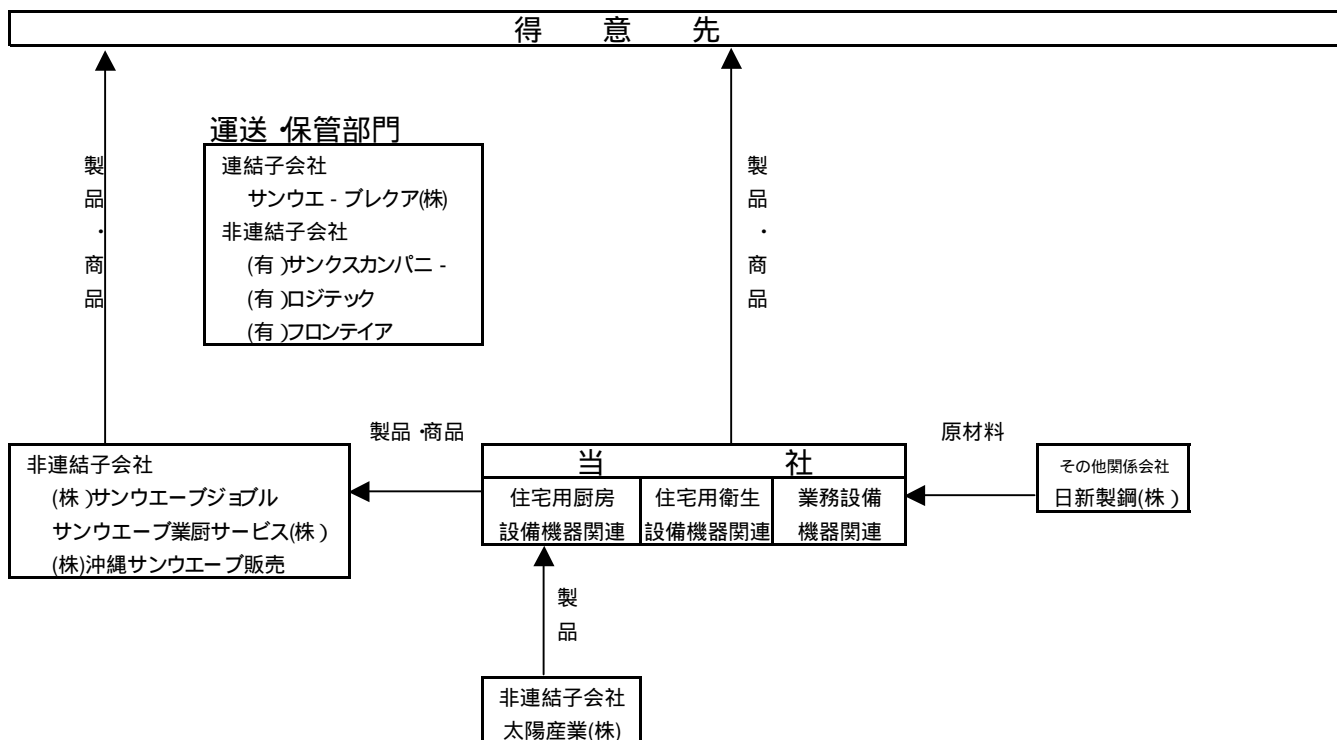 得 意 先
製品・商品
運送・保管部門
連結子会社
サンウエ-ブレクア(株)
非連結子会社
(有)サンクスカンパニ-
(有)ロジテック
(有)フロンテイア
製品・商品
製品・商品
原材料
非連結子会社
(株)サンウエーブジョブル
サンウエーブ業厨サービス(株)
(株)沖縄サンウエーブ販売
当 社
住宅用厨房
設備機器関連
住宅用衛生
設備機器関連
業務設備
機器関連
その他関係会社
日新製鋼(株)
製品
非連結子会社
太陽産業(株)